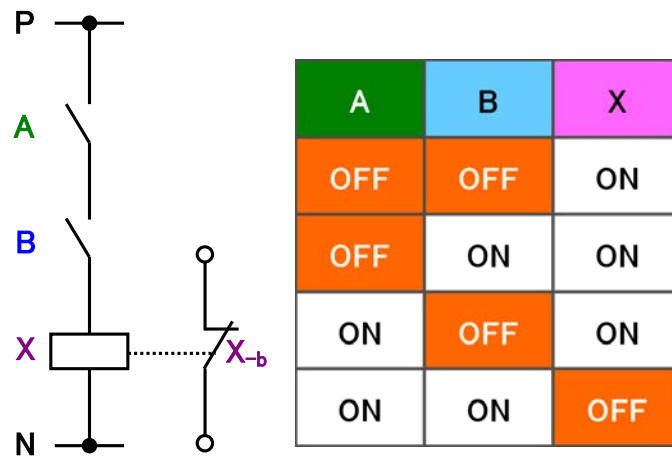 P
A
B
X
X-b
N
A B X
OFF OFF ON
OFF ON ON
ON OFF ON
ON ON OFF